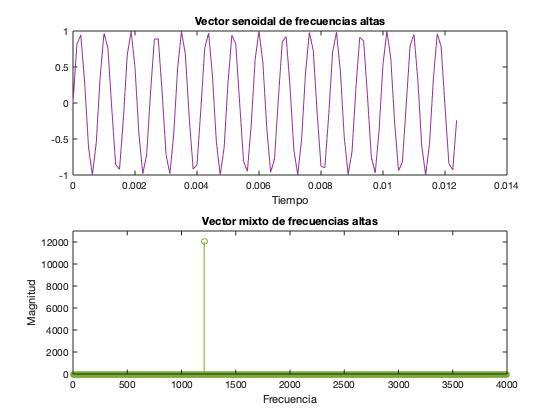 Vector senoidal de frecuencias altas
1
0.5
0
-0.5
-1
0 0.002 0.004 0.006 0.008 0.01 0.012 0.014
Tiempo
Vector mixto de frecuencias altas
Magnitud
12000
10000
8000
6000
4000
2000
0
0 500 1000 1500 2000 2500 3000 3500 4000
Frecuencia